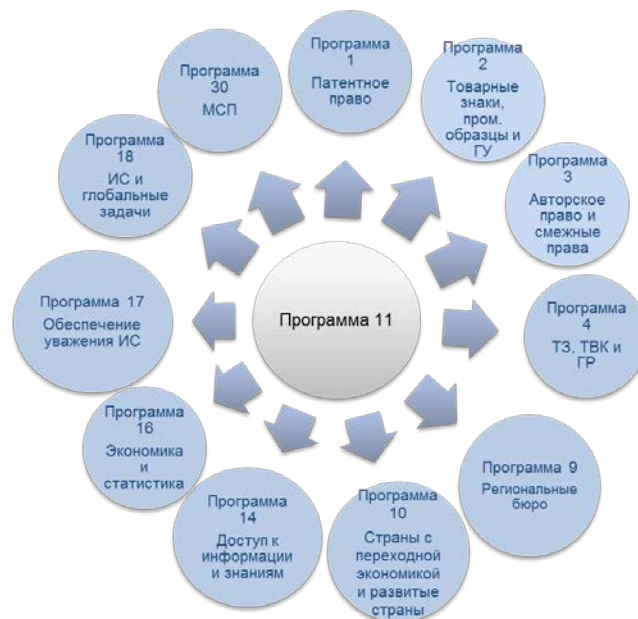 Программа
1
Патентное
право
Программа
2
Товарные
знаки,
пром.
образцы и
ГУ
Программа
3
Авторское
право и
смежные
права
Программа
4
ТЗ, ТВК и
ГР
Программа 9
Региональные
бюро
Программа
10
Страны с
переходной
экономикой
и развитые
страны
Программа
14
Доступ к
информации
и знаниям
Программа
16
Экономика
и
статистика
Программа 17
Обеспечение
уважения ИС
Программа
18
ИС и
глобальные
задачи
Программа
30
МСП
Программа 11